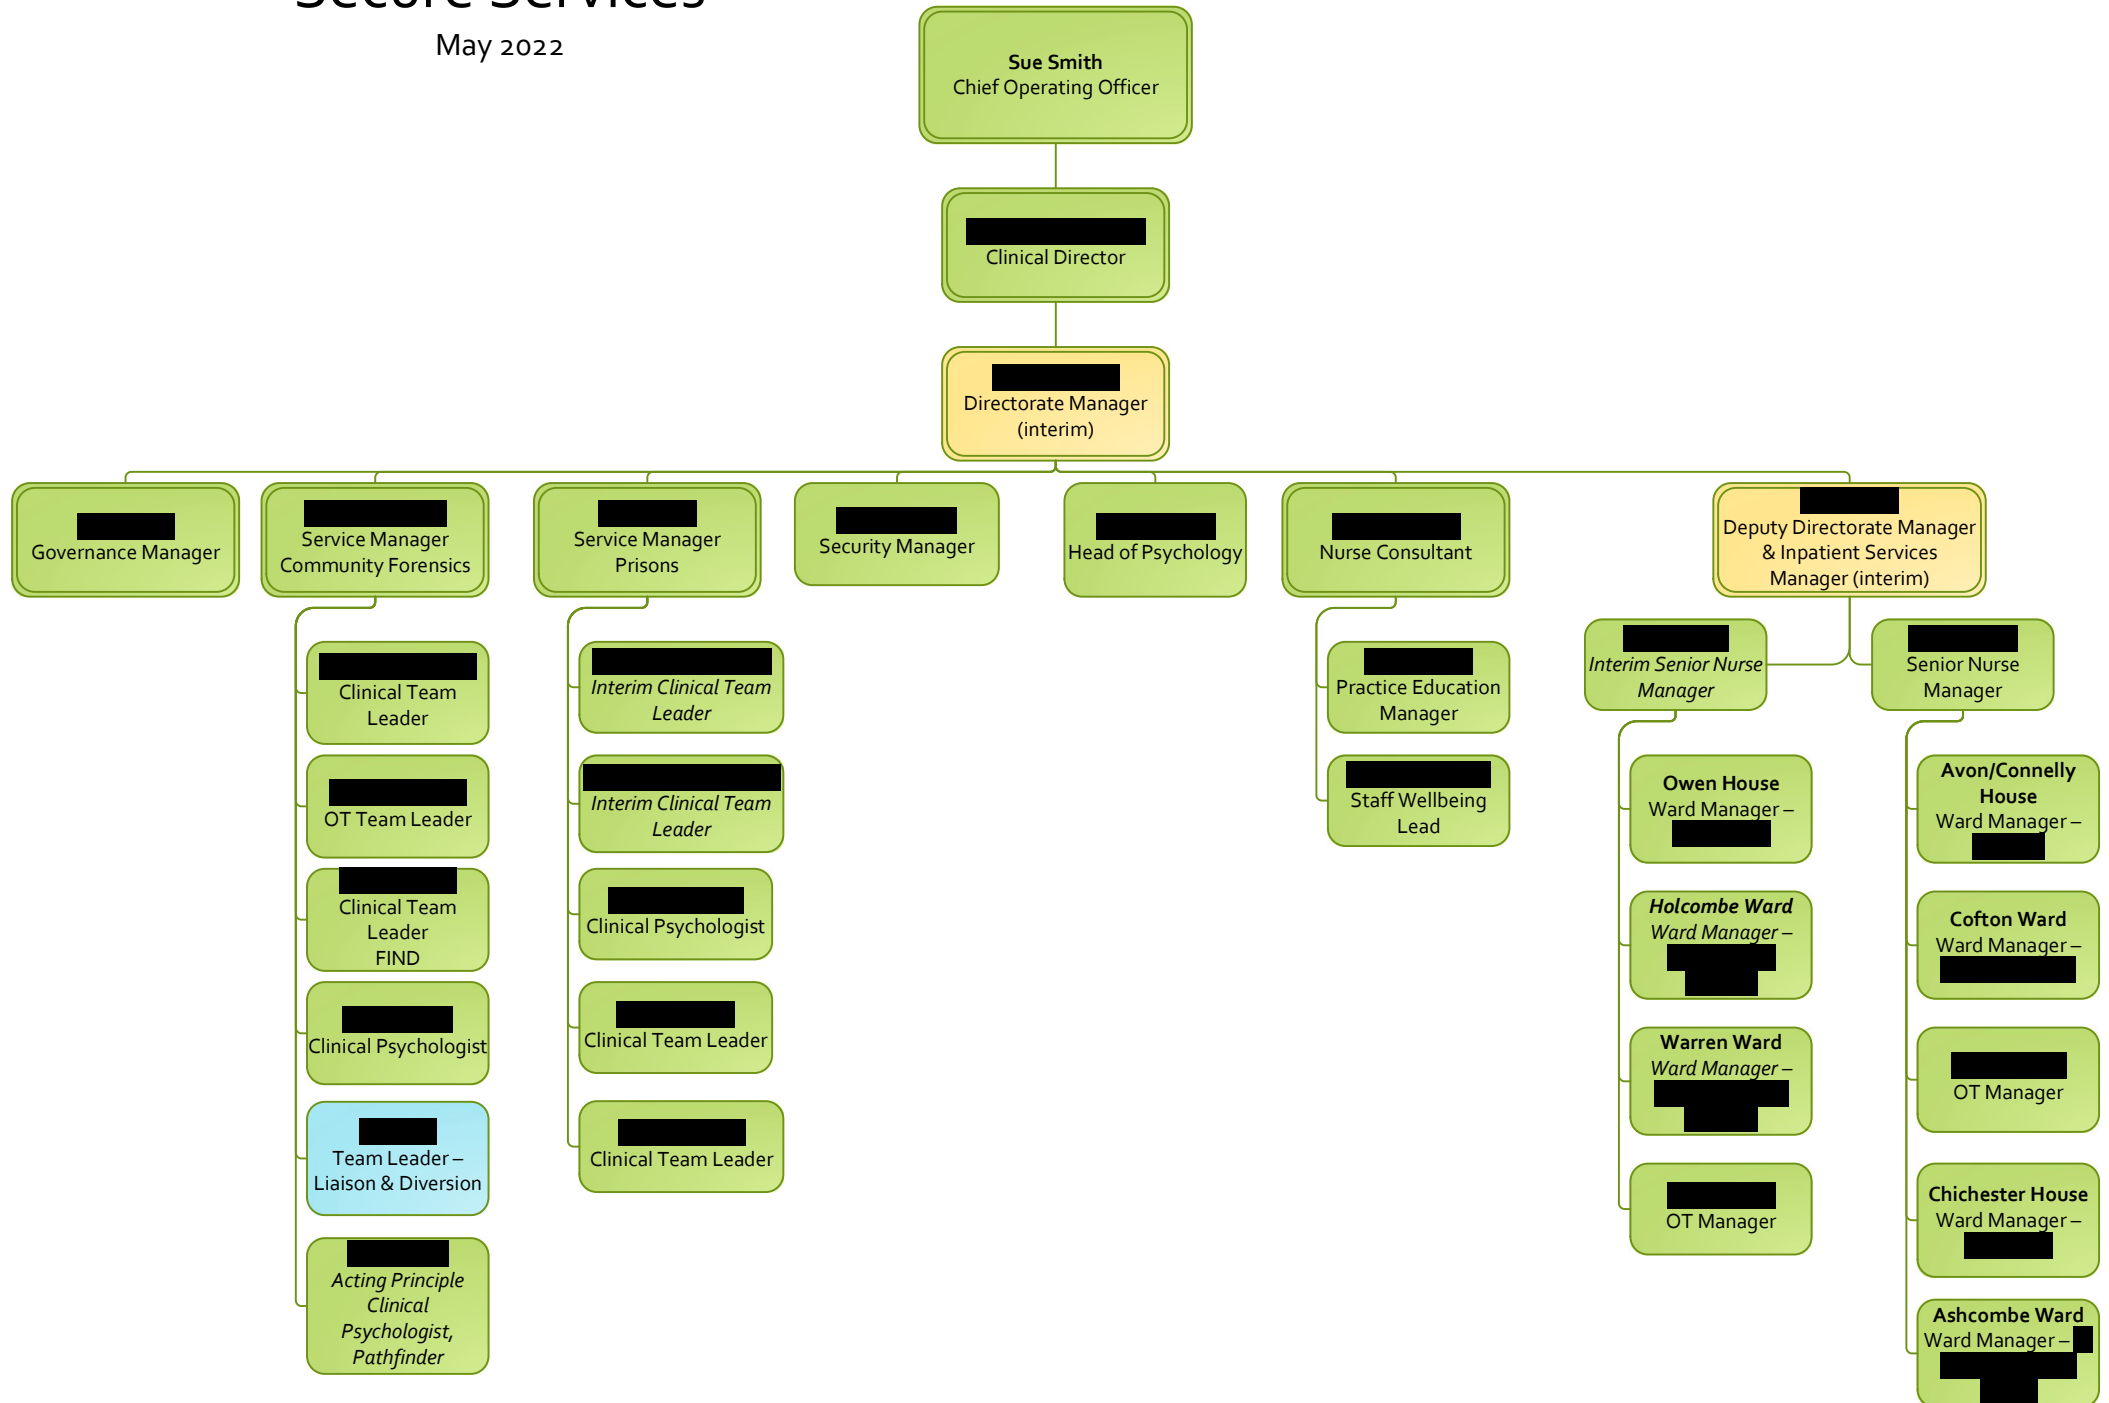 Secure Services
May 2022
Sue Smith
Chief Operating Officer
Clinical Director
Directorate Manager
(interim)
Governance Manager
Service Manager
Community Forensics
Service Manager
Prisons
Security Manager
Head of Psychology
Nurse Consultant
Deputy Directorate Manager
& Inpatient Services
Manager (interim)
Clinical Team
Leader
OT Team Leader
Clinical Team
Leader
FIND
Clinical Psychologist
Team Leader –
Liaison & Diversion
Acting Principle
Clinical
Psychologist,
Pathfinder
Interim Clinical Team
Leader
Interim Clinical Team
Leader
Clinical Psychologist
Clinical Team Leader
Clinical Team Leader
Practice Education
Manager
Staff Wellbeing
Lead
Interim Senior Nurse
Manager
Owen House
Ward Manager –
Holcombe Ward
Ward Manager –
Warren Ward
Ward Manager –
OT Manager
Senior Nurse
Manager
Avon/Connelly
House
Ward Manager –
Cofton Ward
Ward Manager –
OT Manager
Chichester House
Ward Manager –
Ashcombe Ward
Ward Manager –